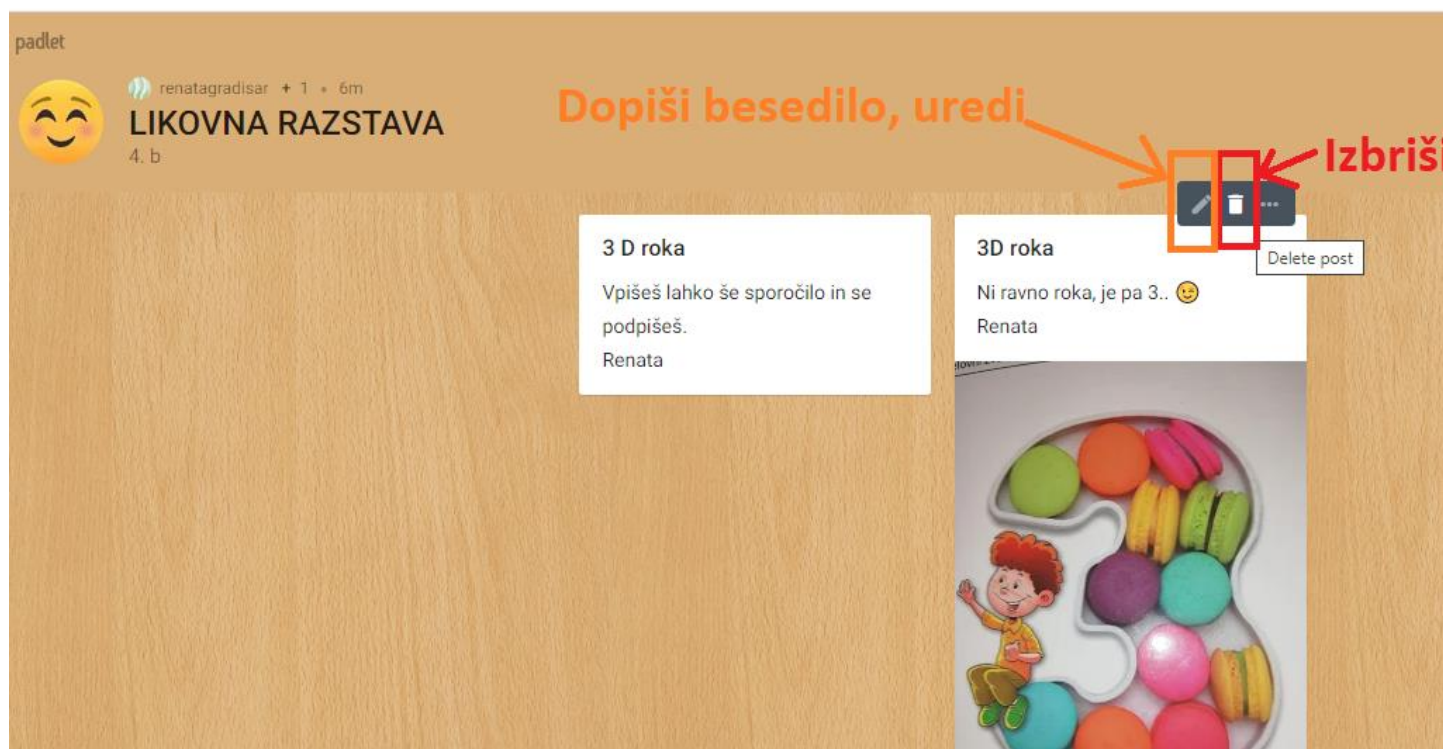 padlet
renatagradisar + 1 • 6m
LIKOVNA RAZSTAVA
4. b
Dopiši besedilo, uredi
Izbriši
Delete post
3 D roka
Vpišeš lahko še sporočilo in se
podpišeš.
Renata
3D roka
Ni ravno roka, je pa 3.. 😉
Renata